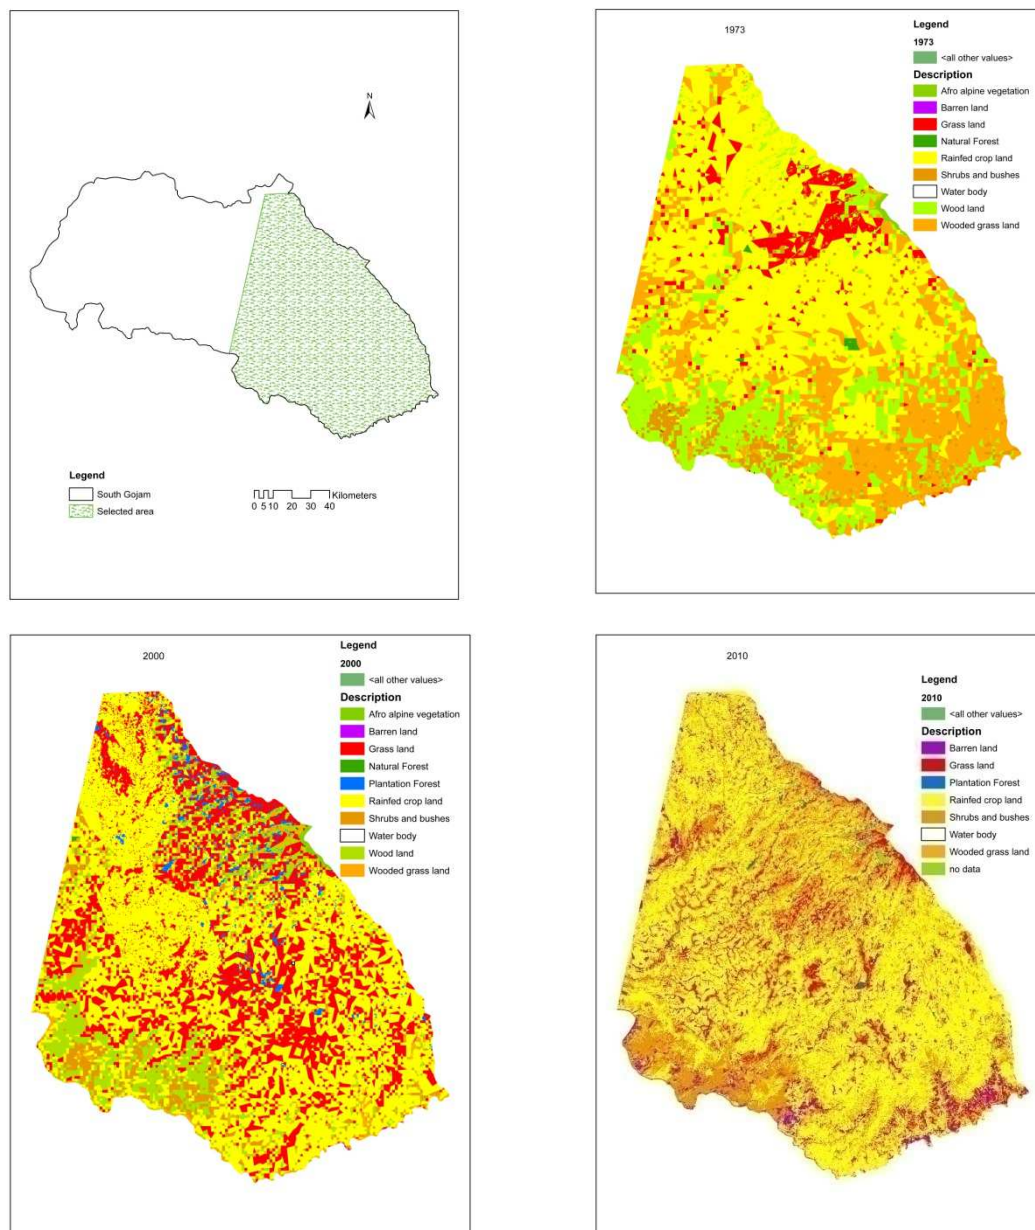 N
Legend
South Gojam
Selected area
Kilometers
0 5 10 20 30 40
1973
Legend
1973
<all other values>
Description
Afro alpine vegetation
Barren land
Grass land
Natural Forest
Rainfed crop land
Shrubs and bushes
Water body
Wood land
Wooded grass land
2000
Legend
2000
<all other values>
Description
Afro alpine vegetation
Barren land
Grass land
Natural Forest
Plantation Forest
Rainfed crop land
Shrubs and bushes
Water body
Wood land
Wooded grass land
2010
Legend
2010
<all other values>
Description
Barren land
Grass land
Plantation Forest
Rainfed crop land
Shrubs and bushes
Water body
Wooded grass land
no data